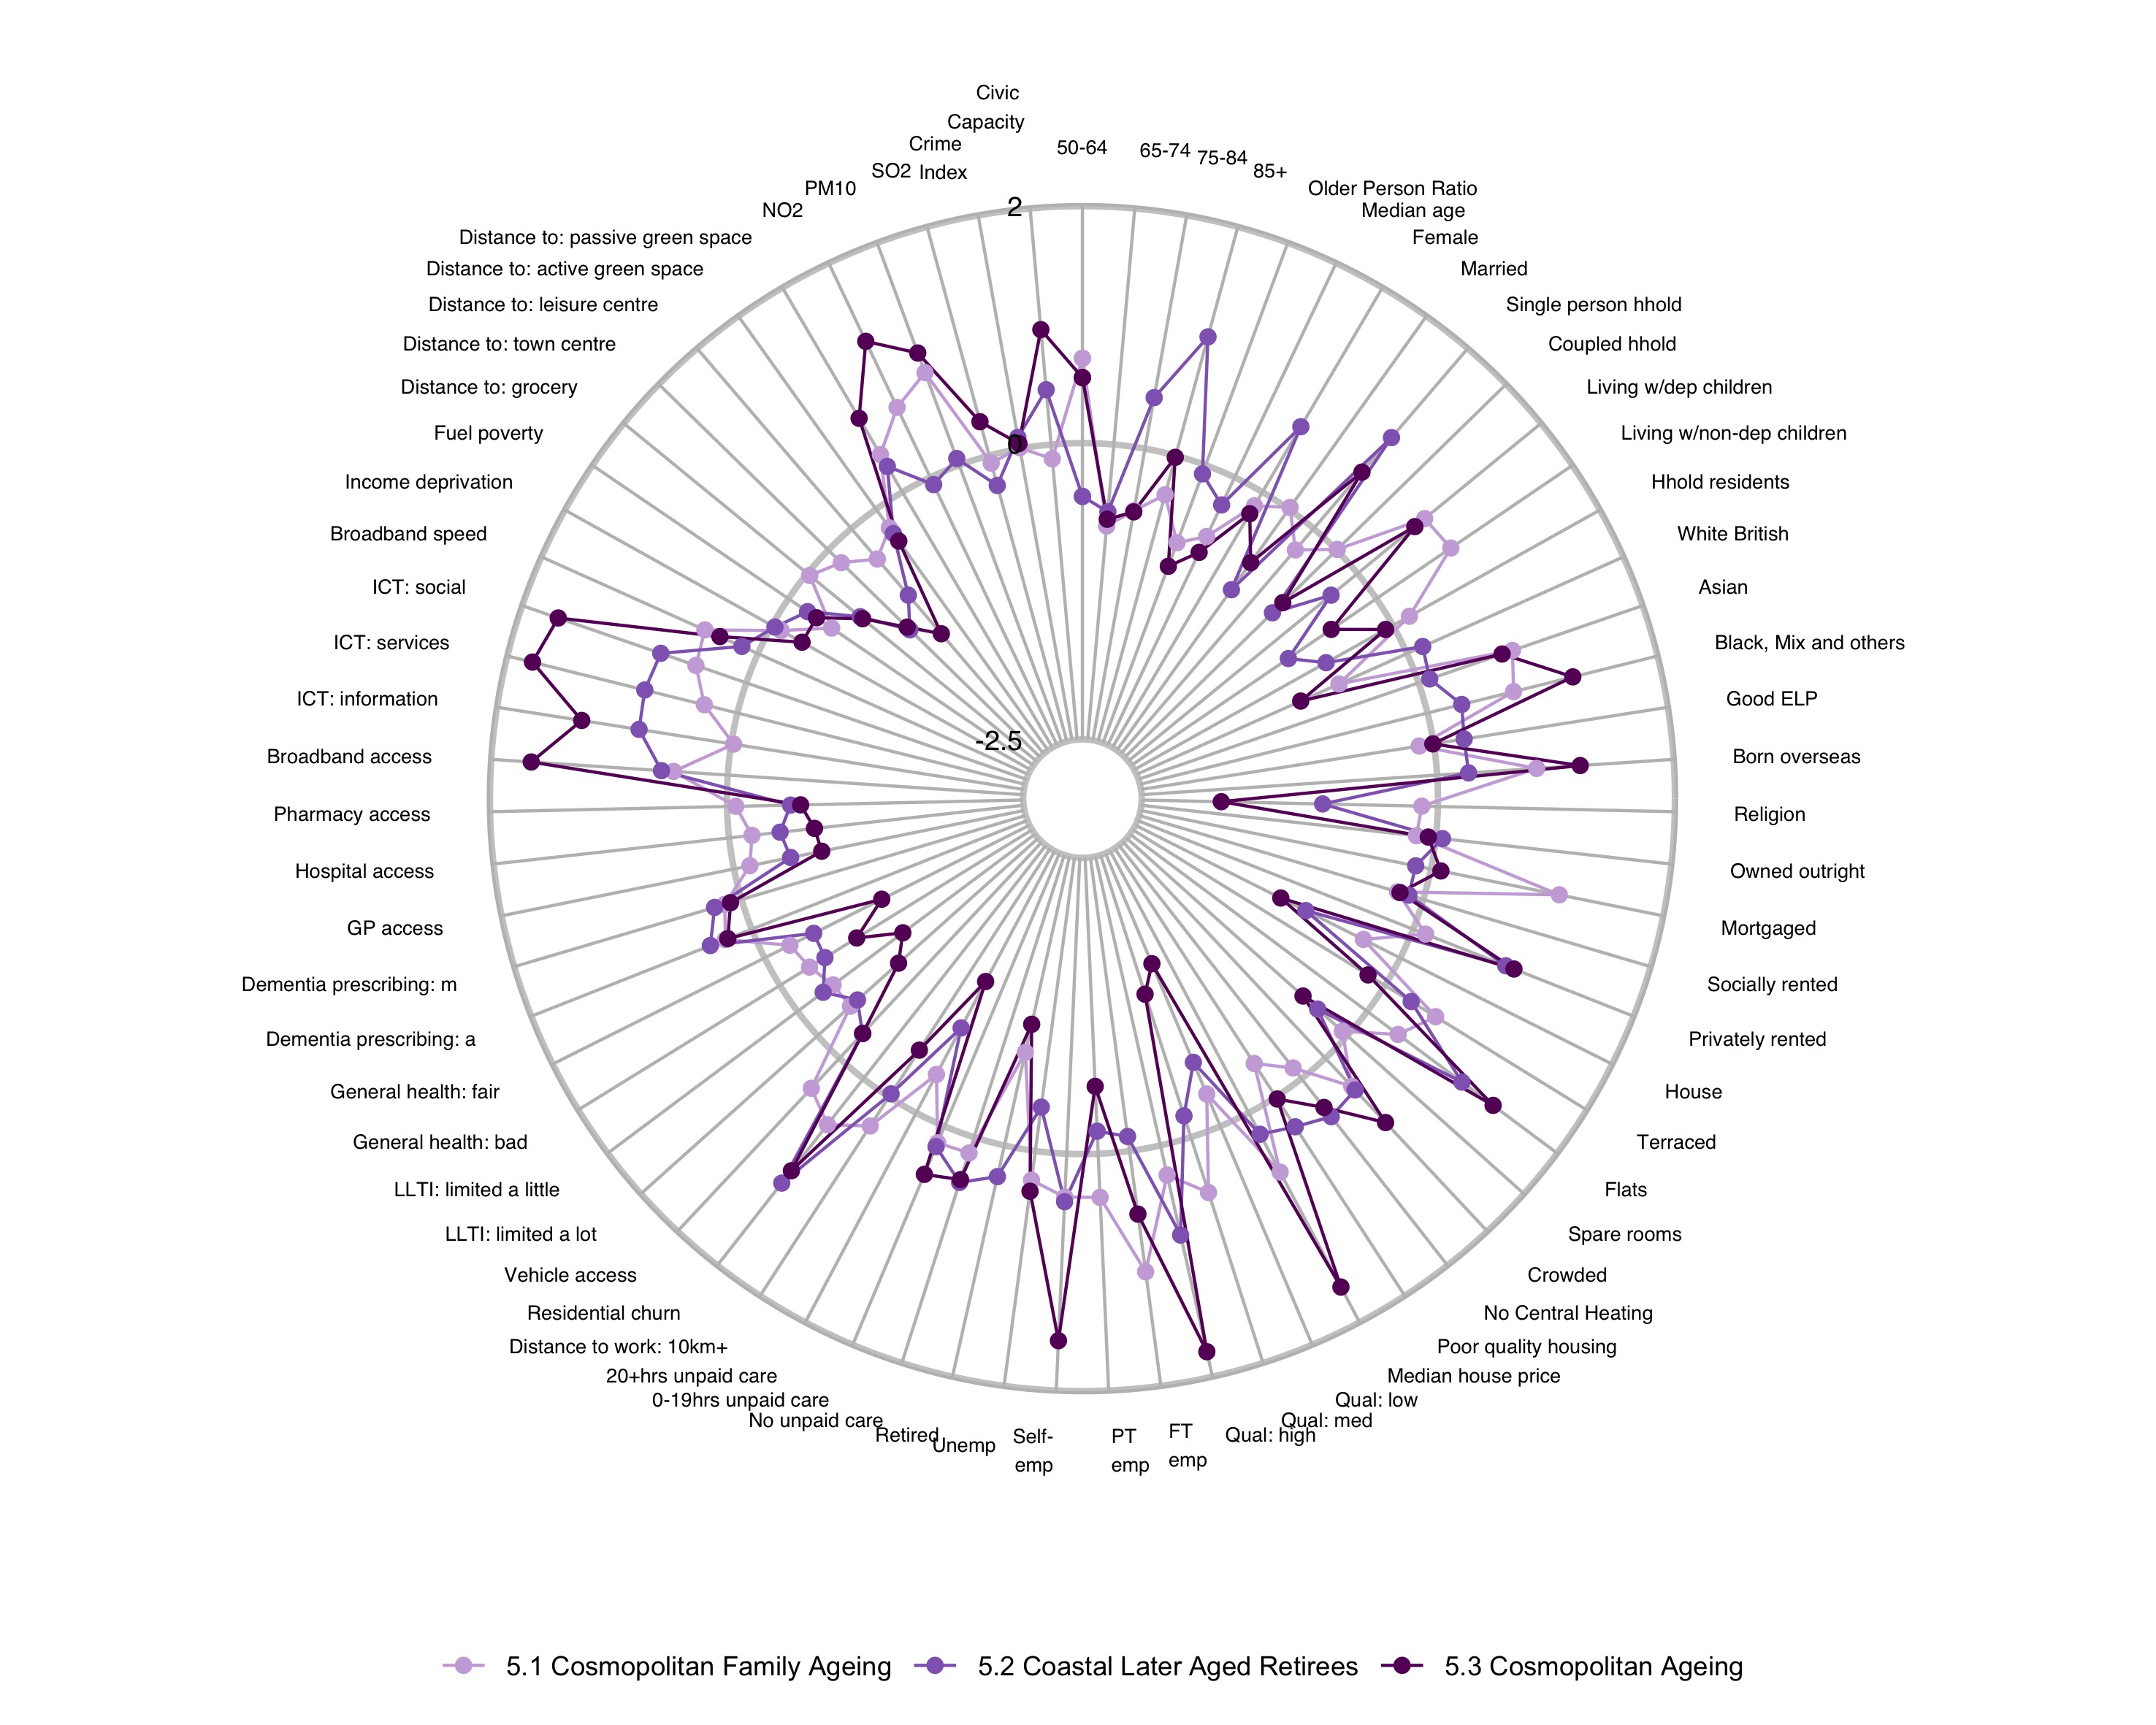 Civic
Capacity
Crime
Index
SO2
PM10
NO2
50-64
65-74
75-84
85+
Older Person Ratio
Median age
Female
Married
Single person hhold
Coupled hhold
Living w/dep children
Living w/non-dep children
Hhold residents
White British
Asian
Black, Mix and others
Good ELP
Born overseas
Religion
Owned outright
Mortgaged
Socially rented
Privately rented
House
Terraced
Flats
Spare rooms
Crowded
No Central Heating
Poor quality housing
Median house price
Qual: low
Qual: med
Qual: high
FT
emp
PT
emp
Self-
emp
Unemp
Retired
No unpaid care
0-19hrs unpaid care
20+hrs unpaid care
Distance to work: 10km+
Residential churn
Vehicle access
LLTI: limited a lot
LLTI: limited a little
General health: bad
General health: fair
Dementia prescribing: a
Dementia prescribing: m
GP access
Hospital access
Pharmacy access
Broadband access
ICT: information
ICT: services
ICT: social
Broadband speed
Income deprivation
Fuel poverty
Distance to: grocery
Distance to: town centre
Distance to: leisure centre
Distance to: active green space
Distance to: passive green space
2
0
-2.5
5.1 Cosmopolitan Family Ageing
5.2 Coastal Later Aged Retirees
5.3 Cosmopolitan Ageing